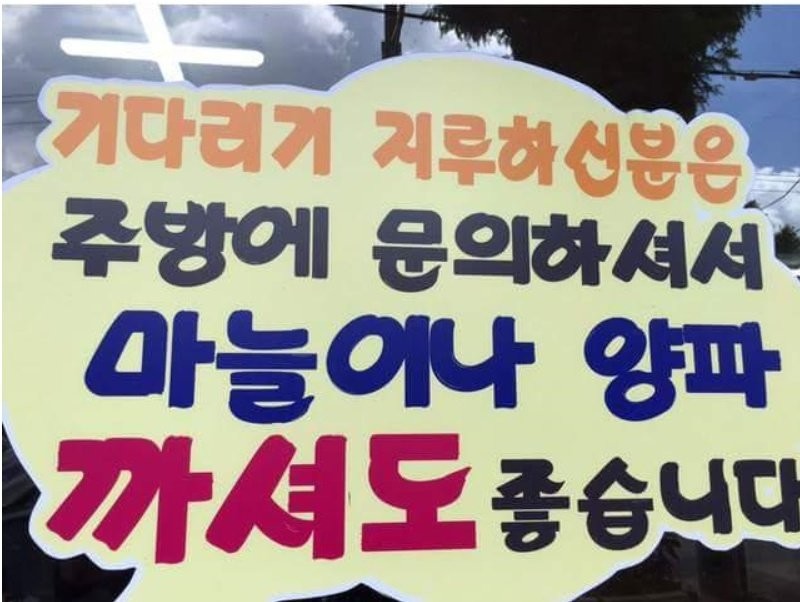 기다리기 지루하신분은
주방에 문의하셔서
마늘이나 양파
까셔도 좋습니다